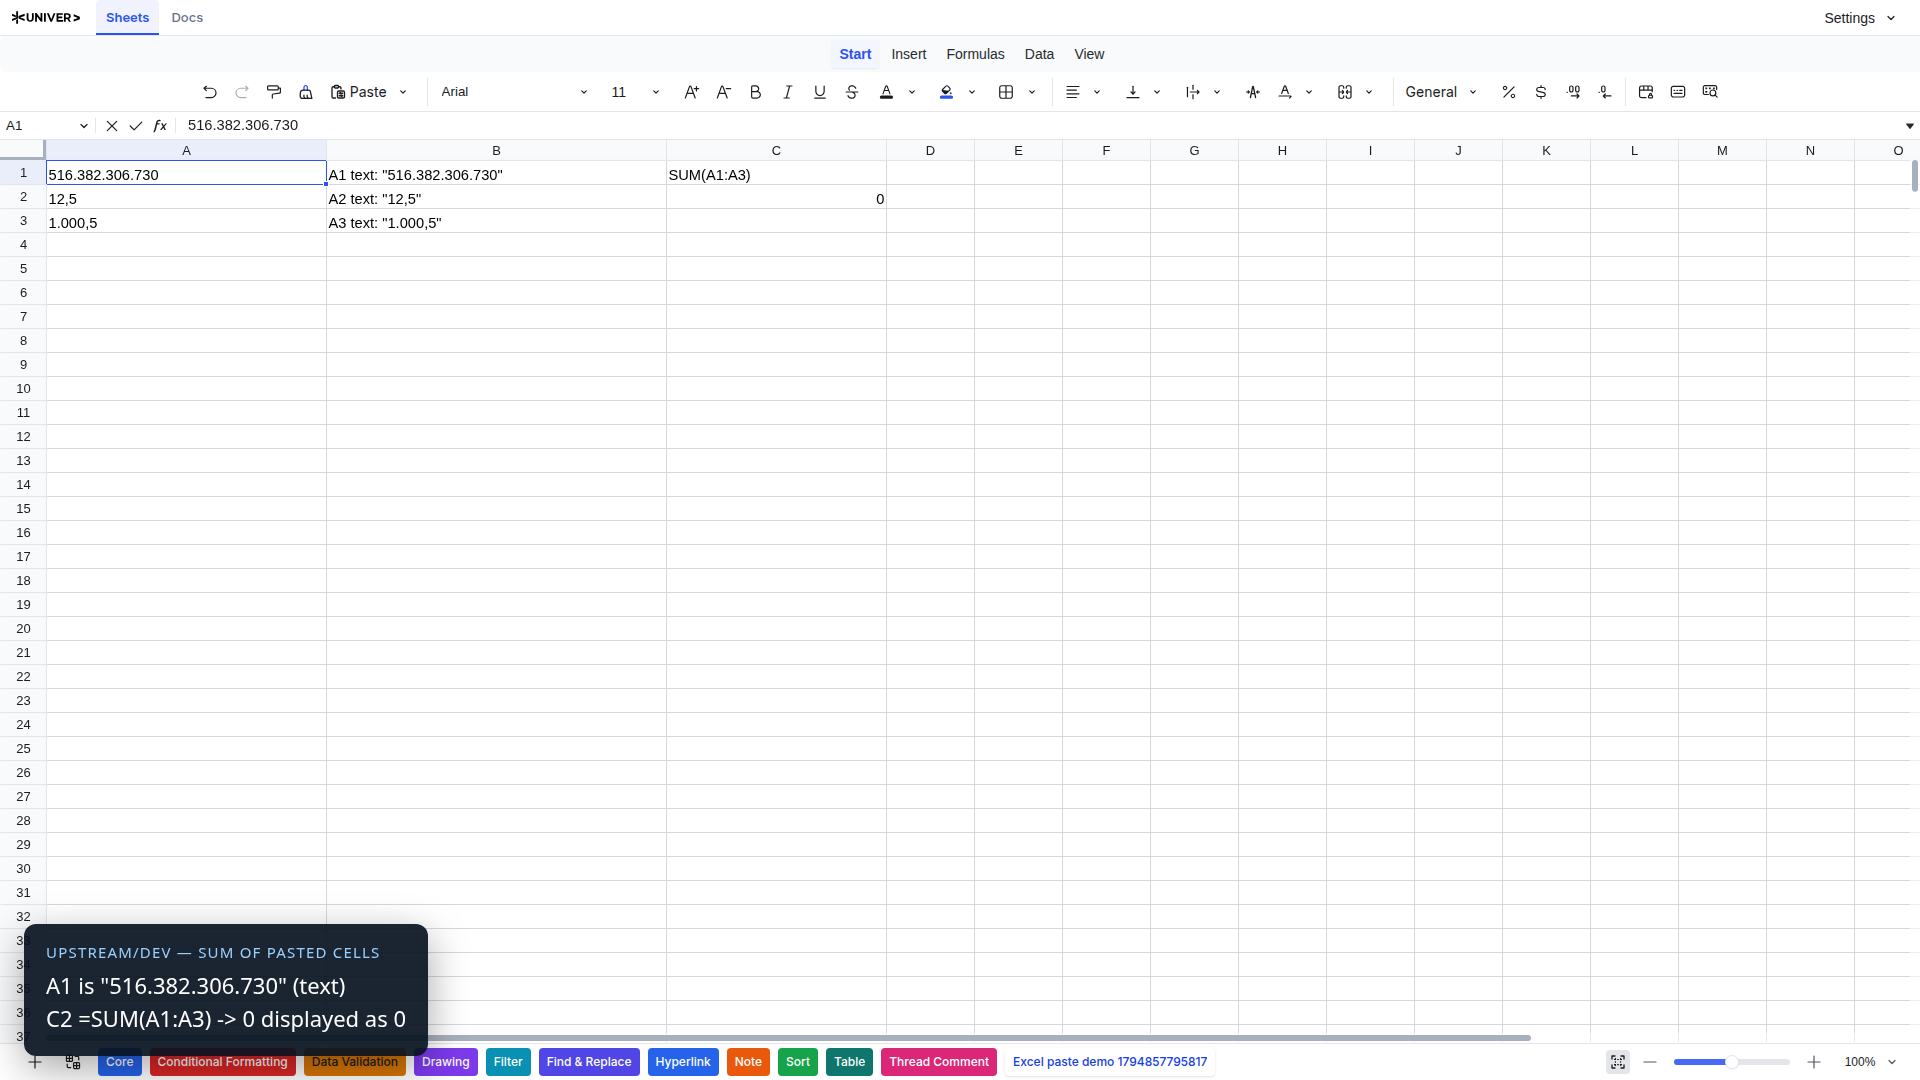 UNIVER
Sheets
Docs
Settings
Start
Insert
Formulas
Data
View
Paste
Arial
11
General
A1
fx
516.382.306.730
A B C D E F G H I J K L M N O
1 516.382.306.730 A1 text: "516.382.306.730" SUM(A1:A3)
2 12,5 A2 text: "12,5" 0
3 1.000,5 A3 text: "1.000,5"
4
5
6
7
8
9
10
11
12
13
14
15
16
17
18
19
20
21
22
23
24
25
26
27
28
29
30
31
32
UPSTREAM/DEV — SUM OF PASTED CELLS
A1 is "516.382.306.730" (text)
C2 =SUM(A1:A3) -> 0 displayed as 0
Core
Conditional Formatting
Data Validation
Drawing
Filter
Find & Replace
Hyperlink
Note
Sort
Table
Thread Comment
Excel paste demo 1794857795817
100%